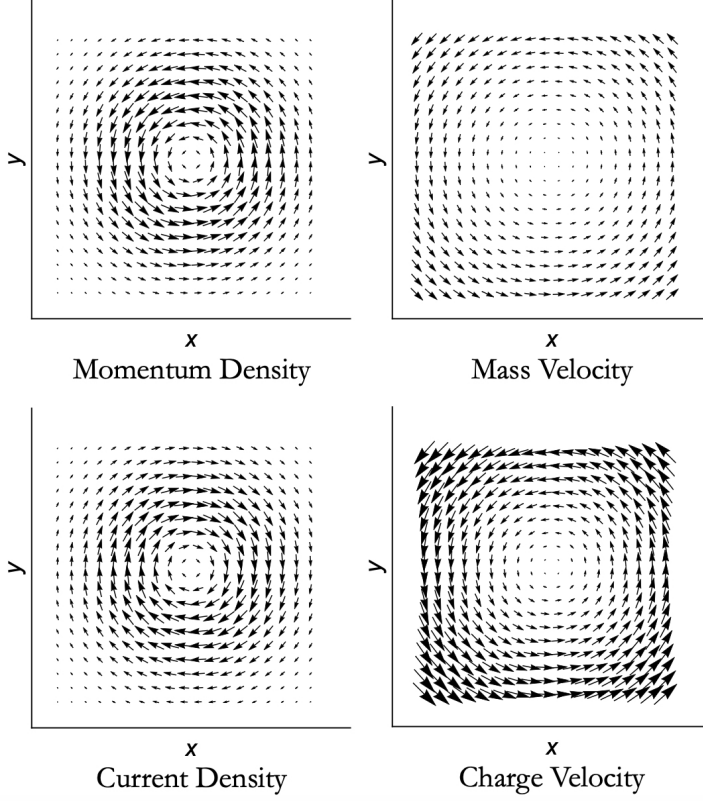 y
y
x
x
Momentum Density
Mass Velocity
y
y
x
x
Current Density
Charge Velocity